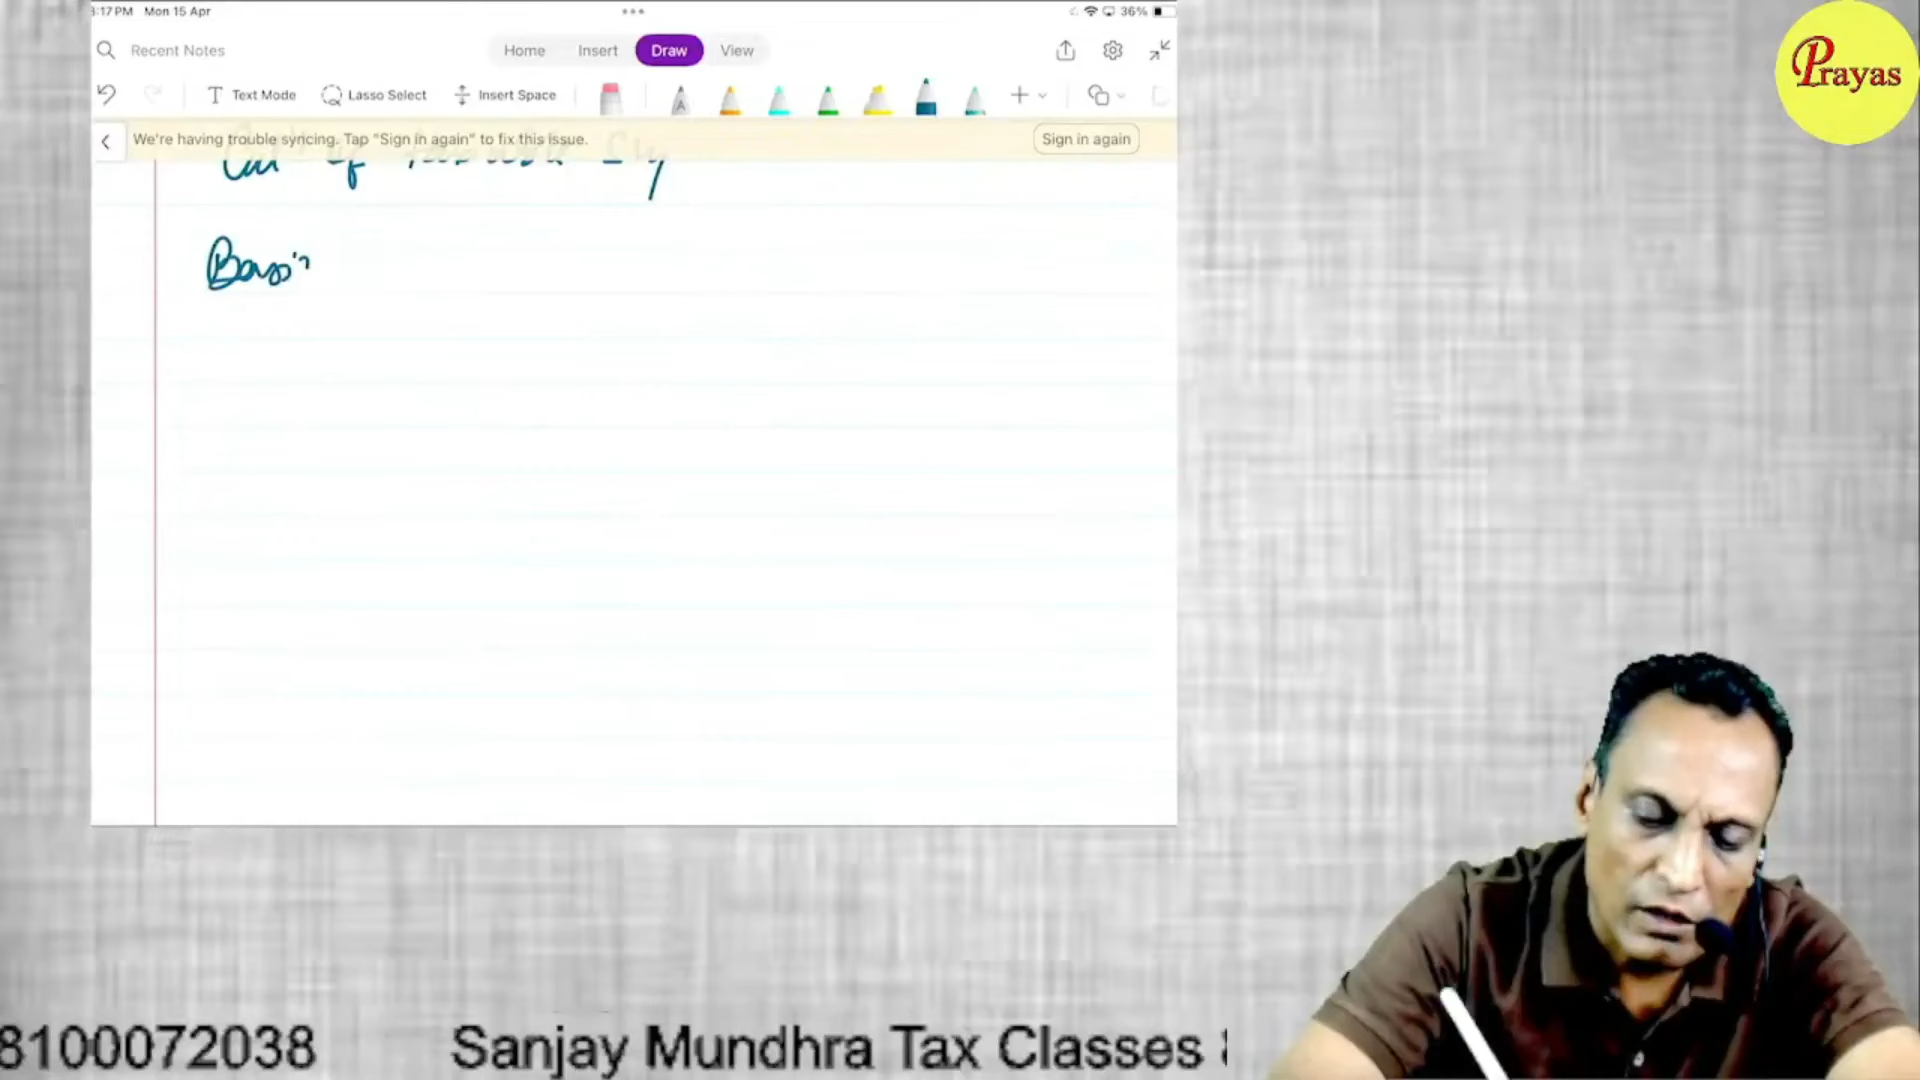 3:17 PM Mon 15 Apr
36%
Recent Notes
Home Insert Draw View
Text Mode Lasso Select Insert Space
We're having trouble syncing. Tap "Sign in again" to fix this issue.
Sign in again
of
Basi
Prayas
8100072038 Sanjay Mundhra Tax Classes